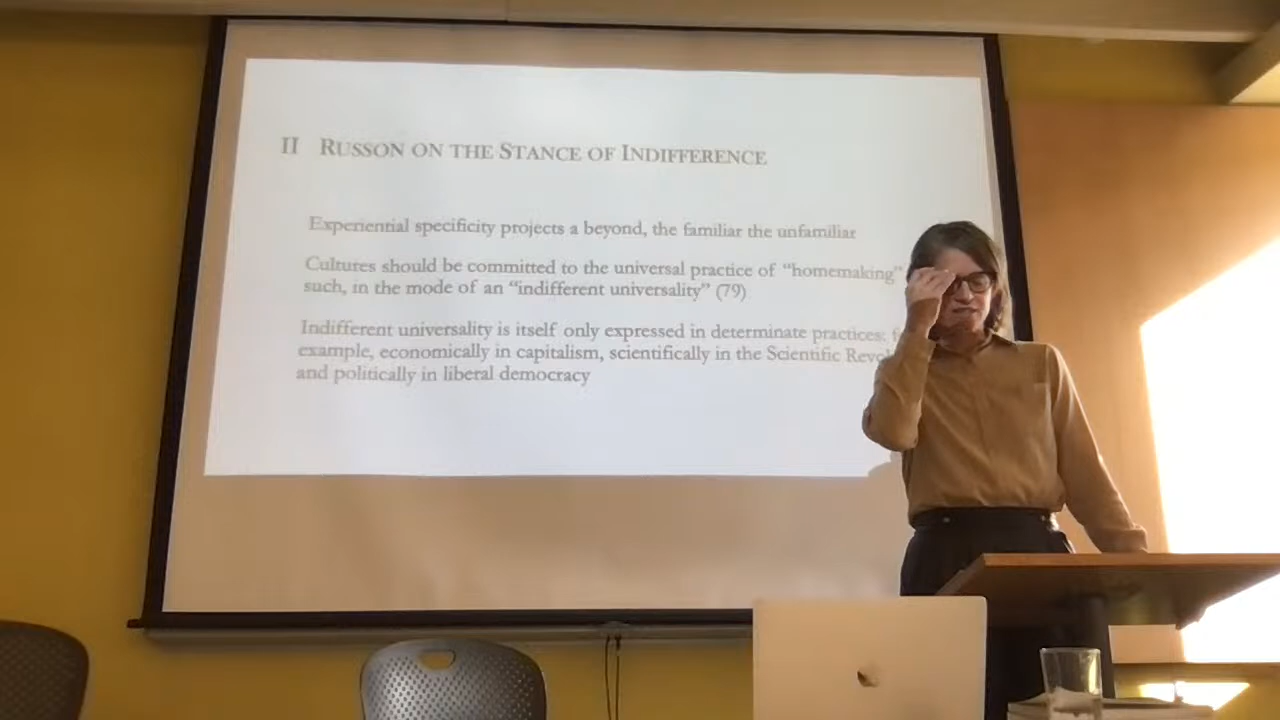 II RUSSON ON THE STANCE OF INDIFFERENCE
Experiential specificity projects a beyond, the familiar the unfamiliar
Cultures should be committed to the universal practice of “homemaking”
such, in the mode of an “indifferent universality” (79)
Indifferent universality is itself only expressed in determinate practices:
example, economically in capitalism, scientifically in the Scientific
and politically in liberal democracy